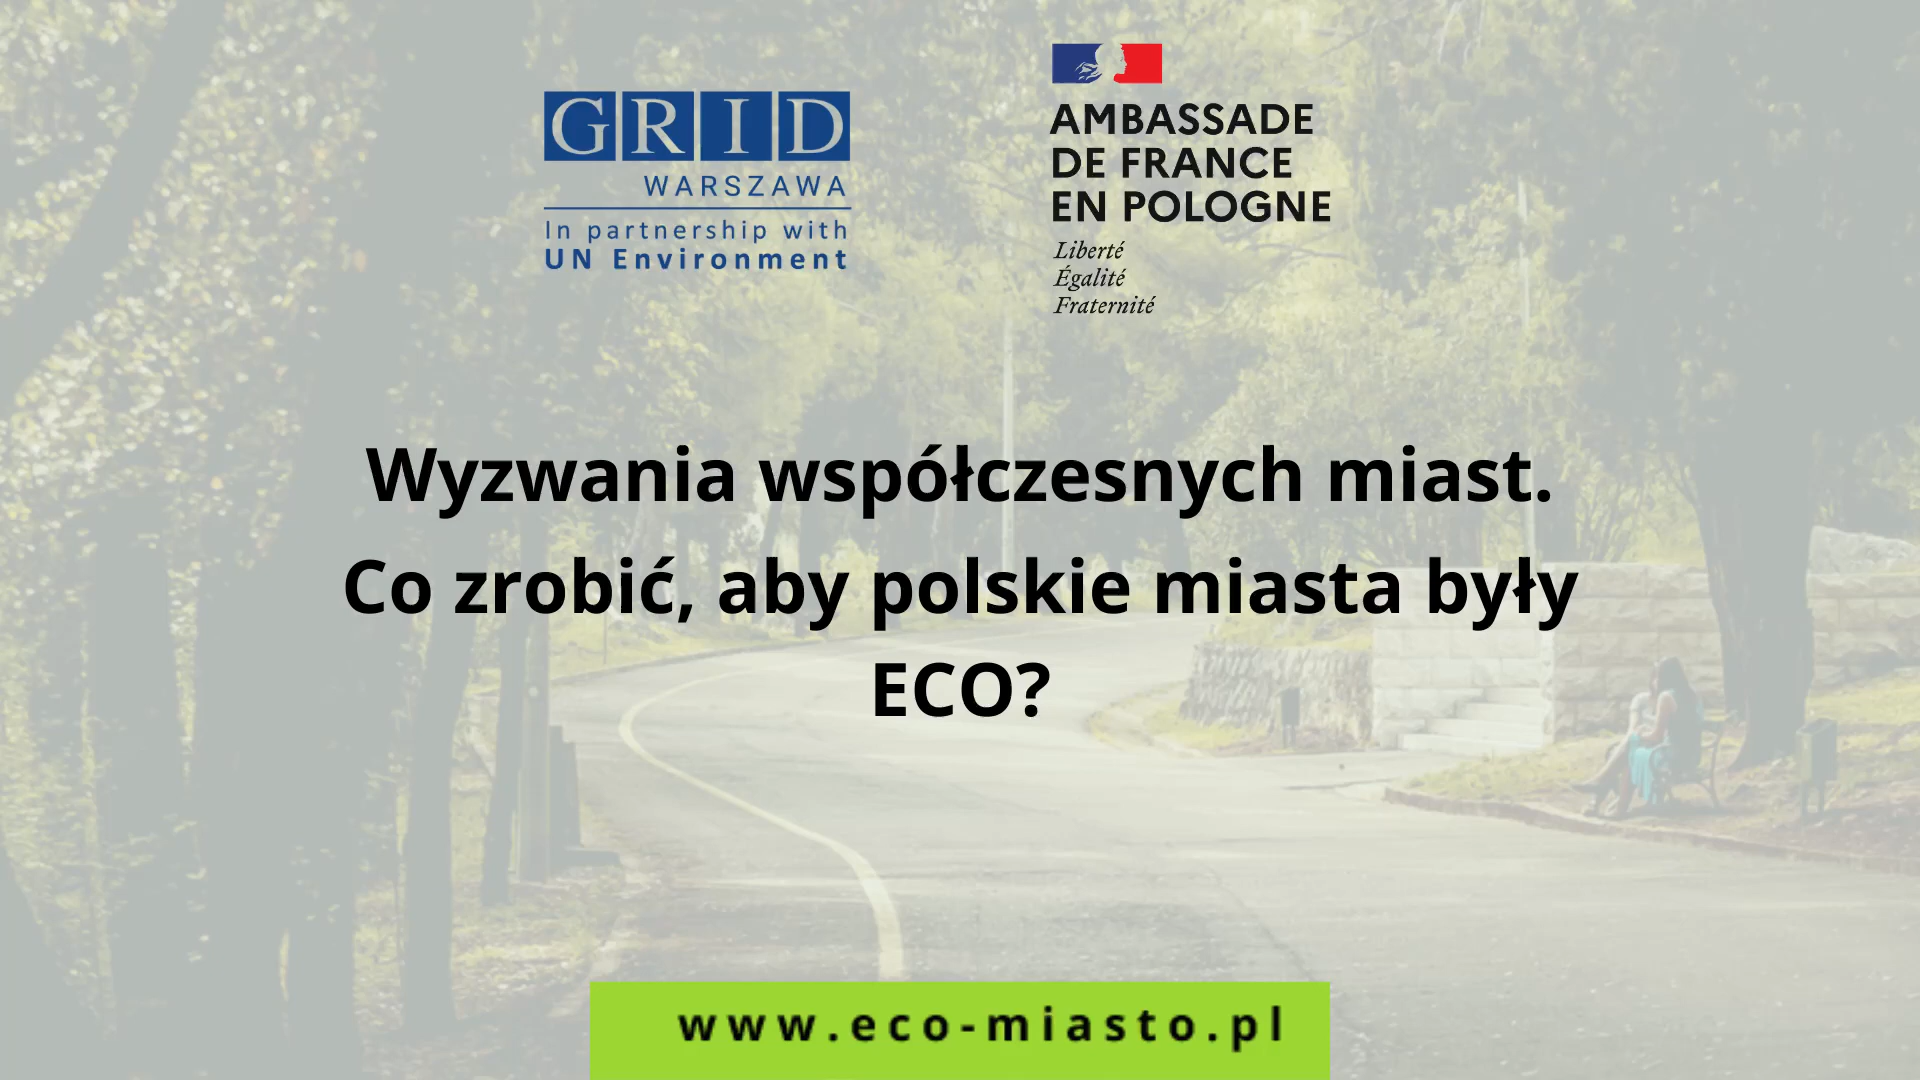 GRID
WARSZAWA
In partnership with
UN Environment
AMBASSADE
DE FRANCE
EN POLOGNE
Liberté
Égalité
Fraternité
Wyzwania współczesnych miast.
Co zrobić, aby polskie miasta były
ECO?
www.eco-miasto.pl